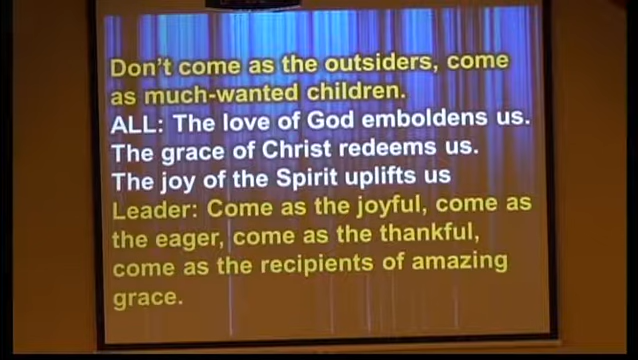 Don't come as the outsiders, come
as much-wanted children.
ALL: The love of God emboldens us.
The grace of Christ redeems us.
The joy of the Spirit uplifts us
Leader: Come as the joyful, come as
the eager, come as the thankful,
come as the recipients of amazing
grace.